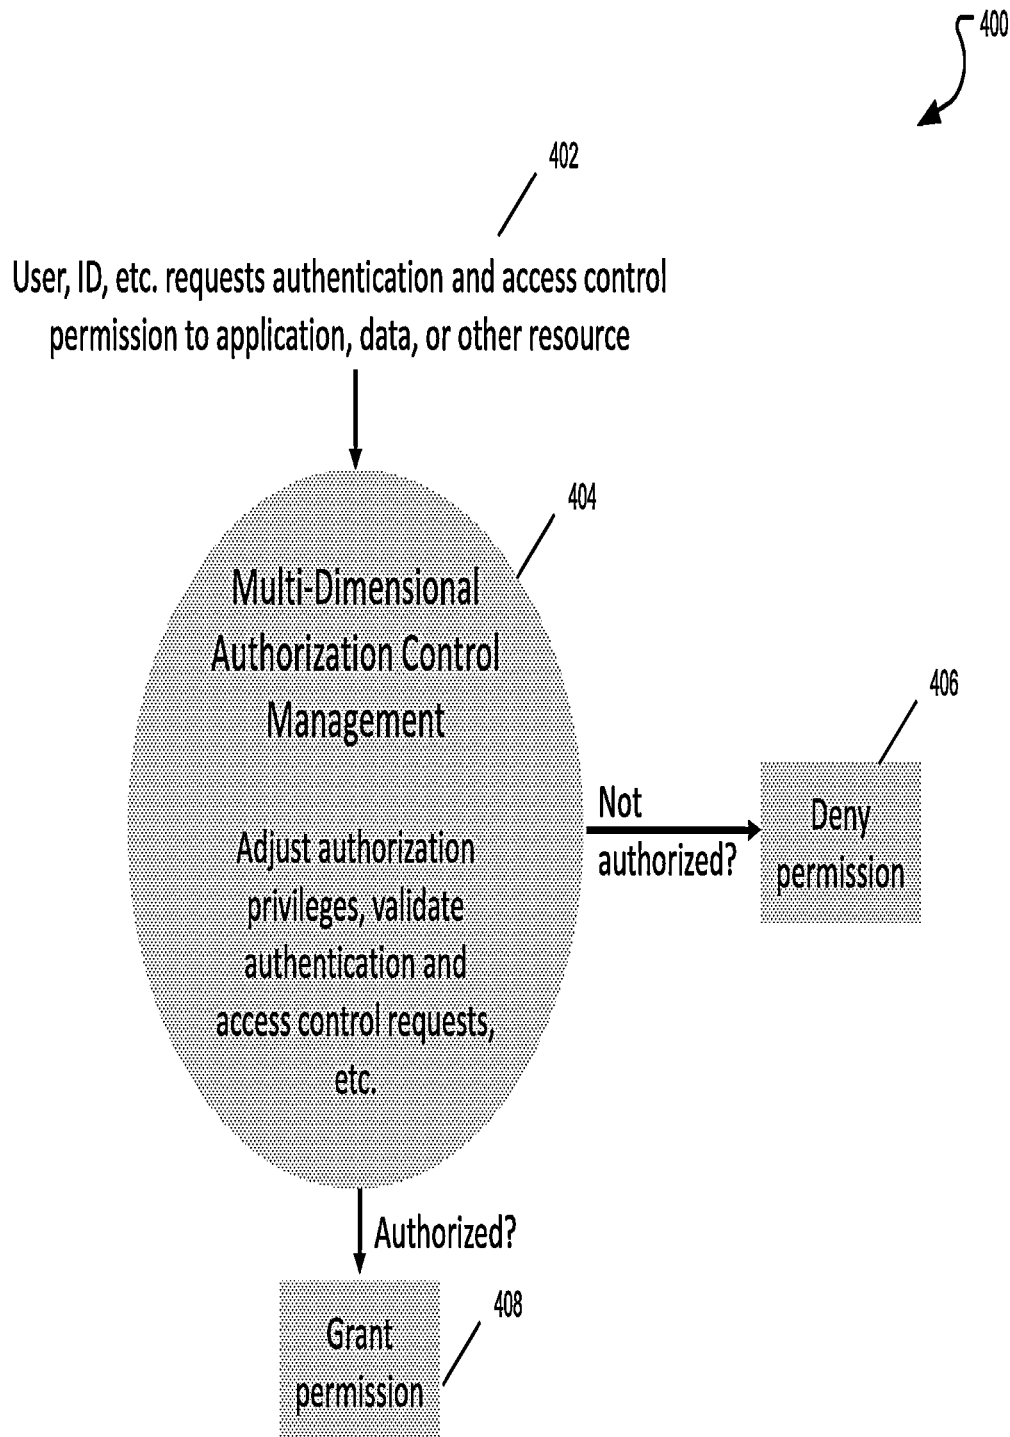 400
402
User, ID, etc. requests authentication and access control
permission to application, data, or other resource
404
Multi-Dimensional
Authorization Control
Management
Adjust authorization
privileges, validate
authentication and
access control requests,
etc.
406
Not
authorized?
Deny
permission
Authorized?
408
Grant
permission